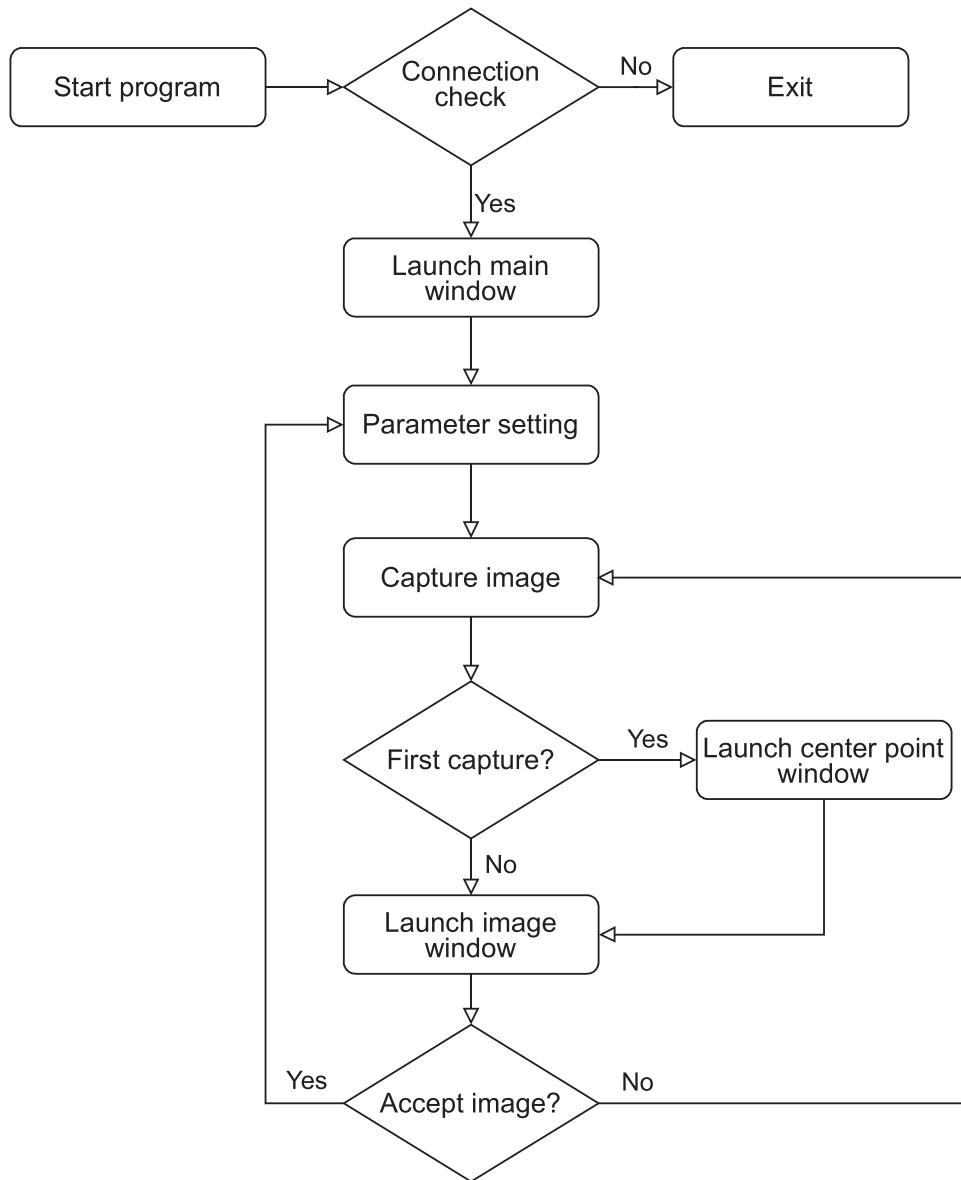 Start program
Connection
check
No
Exit
Yes
Launch main
window
Parameter setting
Capture image
First capture?
Yes
Launch center point
window
No
Launch image
window
Yes
Accept image?
No